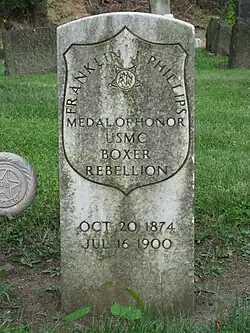 FRANKLIN PHILLIPS
MEDAL OF HONOR
USMC
BOXER
REBELLION
OCT 20 1874
JUL 16 1900